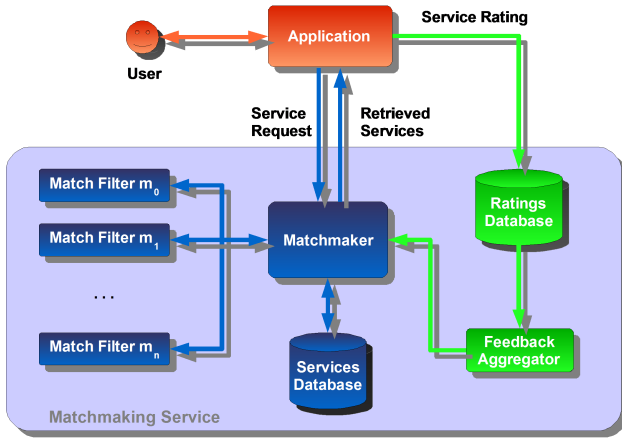 Service Rating
Application
User
Service
Request
Retrieved
Services
Match Filter m0
Ratings
Database
Match Filter m1
Matchmaker
...
Match Filter mn
Feedback
Aggregator
Services
Database
Matchmaking Service